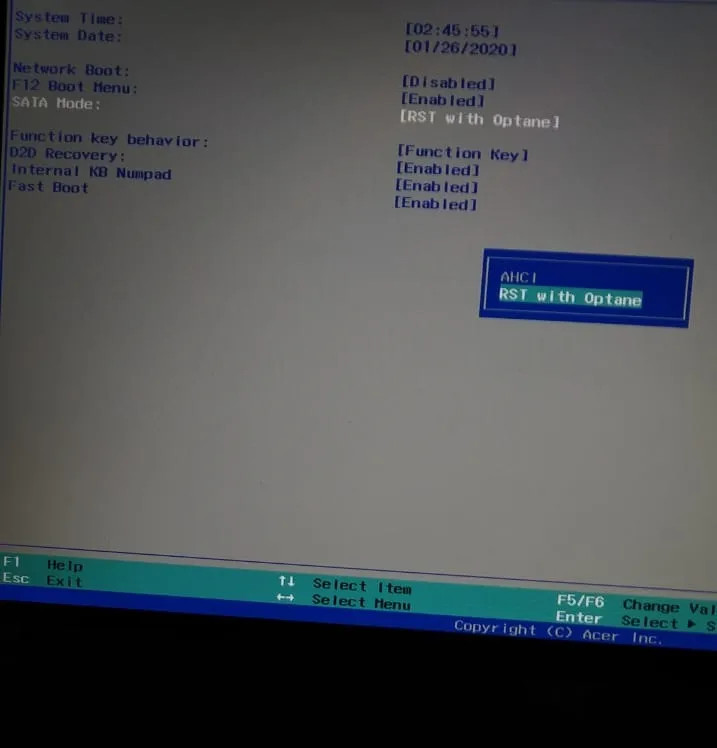 System Time: [02:45:55]
System Date: [01/26/2020]
Network Boot: [Disabled]
F12 Boot Menu: [Enabled]
SATA Mode: [RST with Optane]
Function key behavior: [Function Key]
D2D Recovery: [Enabled]
Internal KB Numpad [Enabled]
Fast Boot [Enabled]
AHCI
RST with Optane
F1 Help ↑↓ Select Item F5/F6 Change Val
Esc Exit ←→ Select Menu Enter Select ▶ S
Copyright (C) Acer Inc.